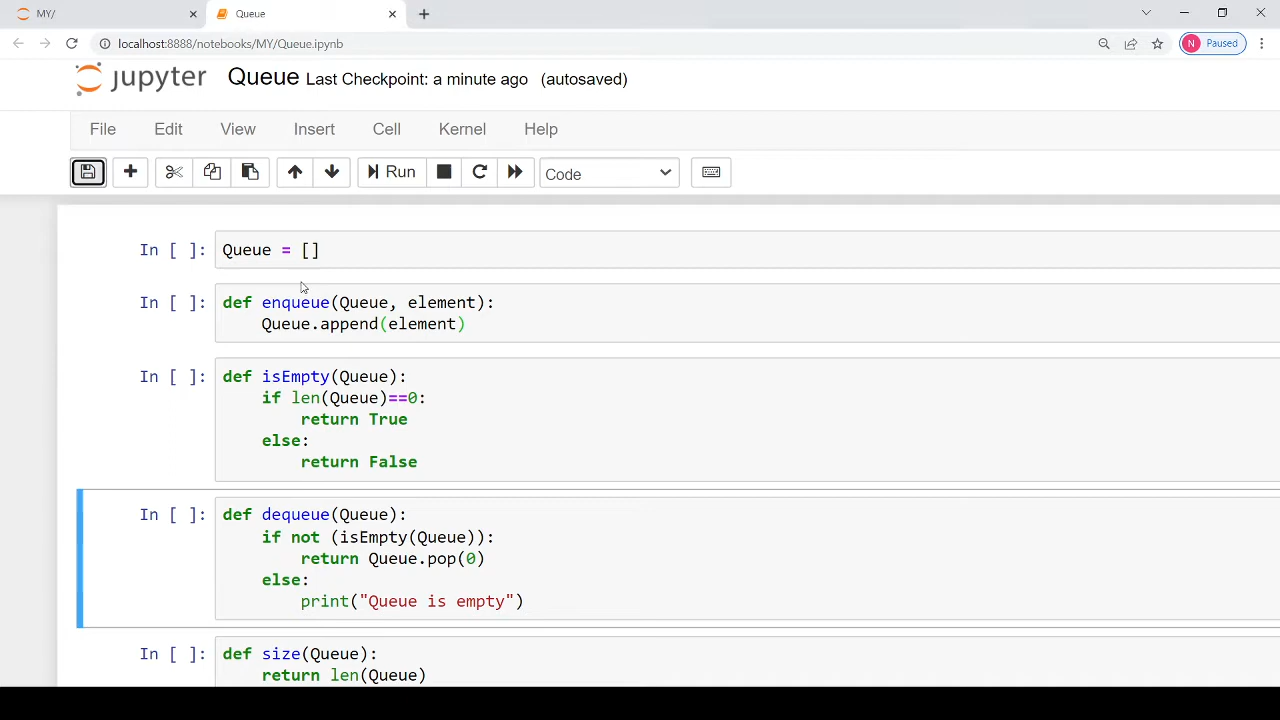 MY/
Queue
localhost:8888/notebooks/MY/Queue.ipynb
N Paused
jupyter Queue Last Checkpoint: a minute ago (autosaved)
File Edit View Insert Cell Kernel Help
Run Code
In [ ]: Queue = []
In [ ]: def enqueue(Queue, element):
Queue.append(element)
In [ ]: def isEmpty(Queue):
if len(Queue)==0:
return True
else:
return False
In [ ]: def dequeue(Queue):
if not (isEmpty(Queue)):
return Queue.pop(0)
else:
print("Queue is empty")
In [ ]: def size(Queue):
return len(Queue)